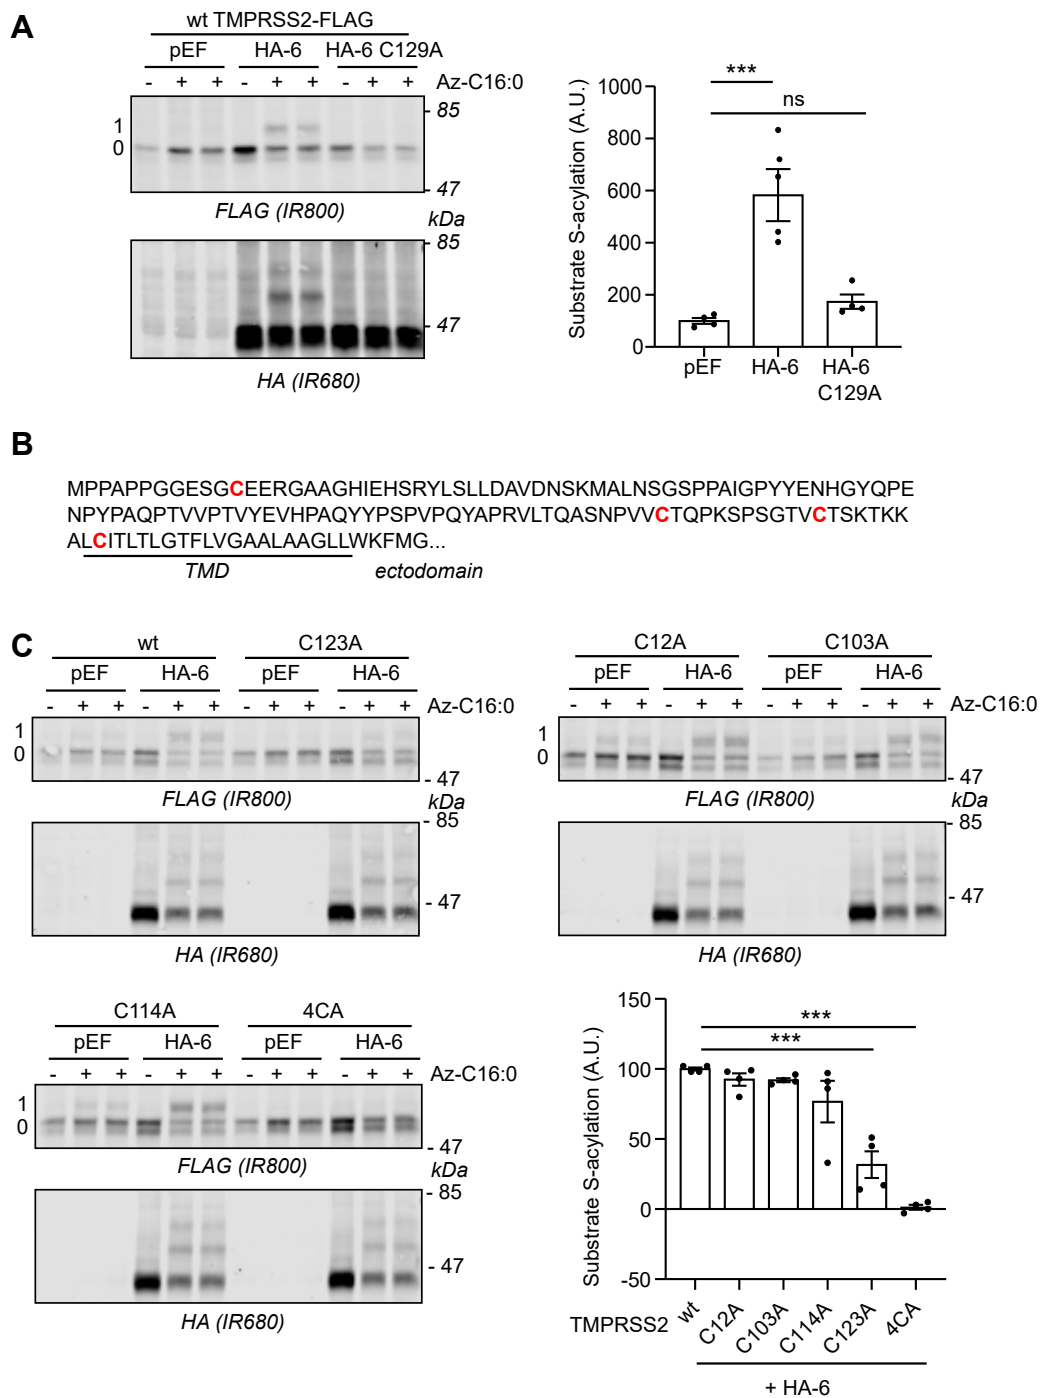 A
wt TMPRSS2-FLAG
pEF HA-6 HA-6 C129A
- + + - + + - + + Az-C16:0
1
0
- 85
- 47
FLAG (IR800)
kDa
- 85
- 47
HA (IR680)
Substrate S-acylation (A.U.)
1000
800
600
400
200
0
***
ns
pEF HA-6 HA-6
C129A
B
MPPAPPGGESGCEERGAAGHIEHSRYLSLLDAVDNSKMALNSGSPPAIGPYYENHGYQPE
NPYPAQPTVVPTVYEVHPAQYYPSPVPQYAPRVLTQASNPVVCTQPKSPSGTVCTSKTKK
ALCITLTLGTFLVGAALAAGLLWKFMG...
TMD ectodomain
C
wt C123A
pEF HA-6 pEF HA-6
- + + - + + - + + - + + Az-C16:0
1
0
- 47
FLAG (IR800)
kDa
- 85
- 47
HA (IR680)
C12A C103A
pEF HA-6 pEF HA-6
- + + - + + - + + - + + Az-C16:0
1
0
- 47
FLAG (IR800)
kDa
- 85
- 47
HA (IR680)
C114A 4CA
pEF HA-6 pEF HA-6
- + + - + + - + + - + + Az-C16:0
1
0
- 47
FLAG (IR800)
kDa
- 85
- 47
HA (IR680)
Substrate S-acylation (A.U.)
150
100
50
0
-50
***
***
TMPRSS2 wt C12A C103A C114A C123A 4CA
+ HA-6